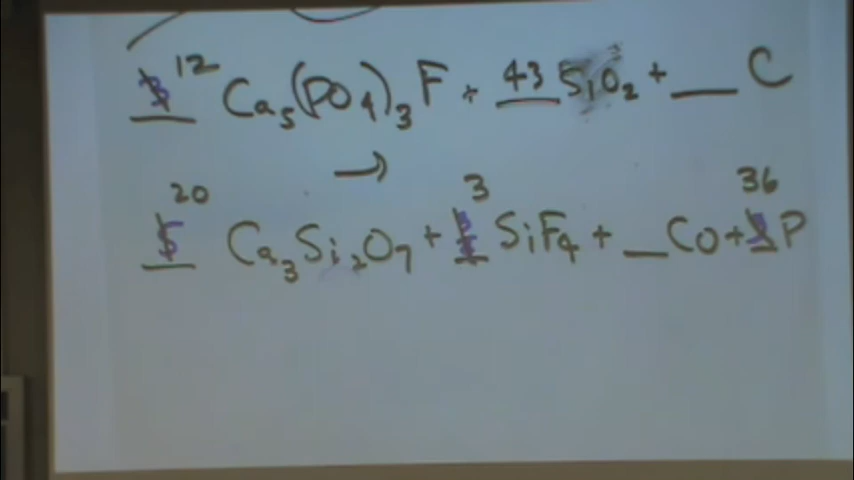 12 Ca₅(PO₄)₃F + 43 SiO₂ + __ C
→
20 Ca₃Si₂O₇ + 3 SiF₄ + __ CO + 36 P